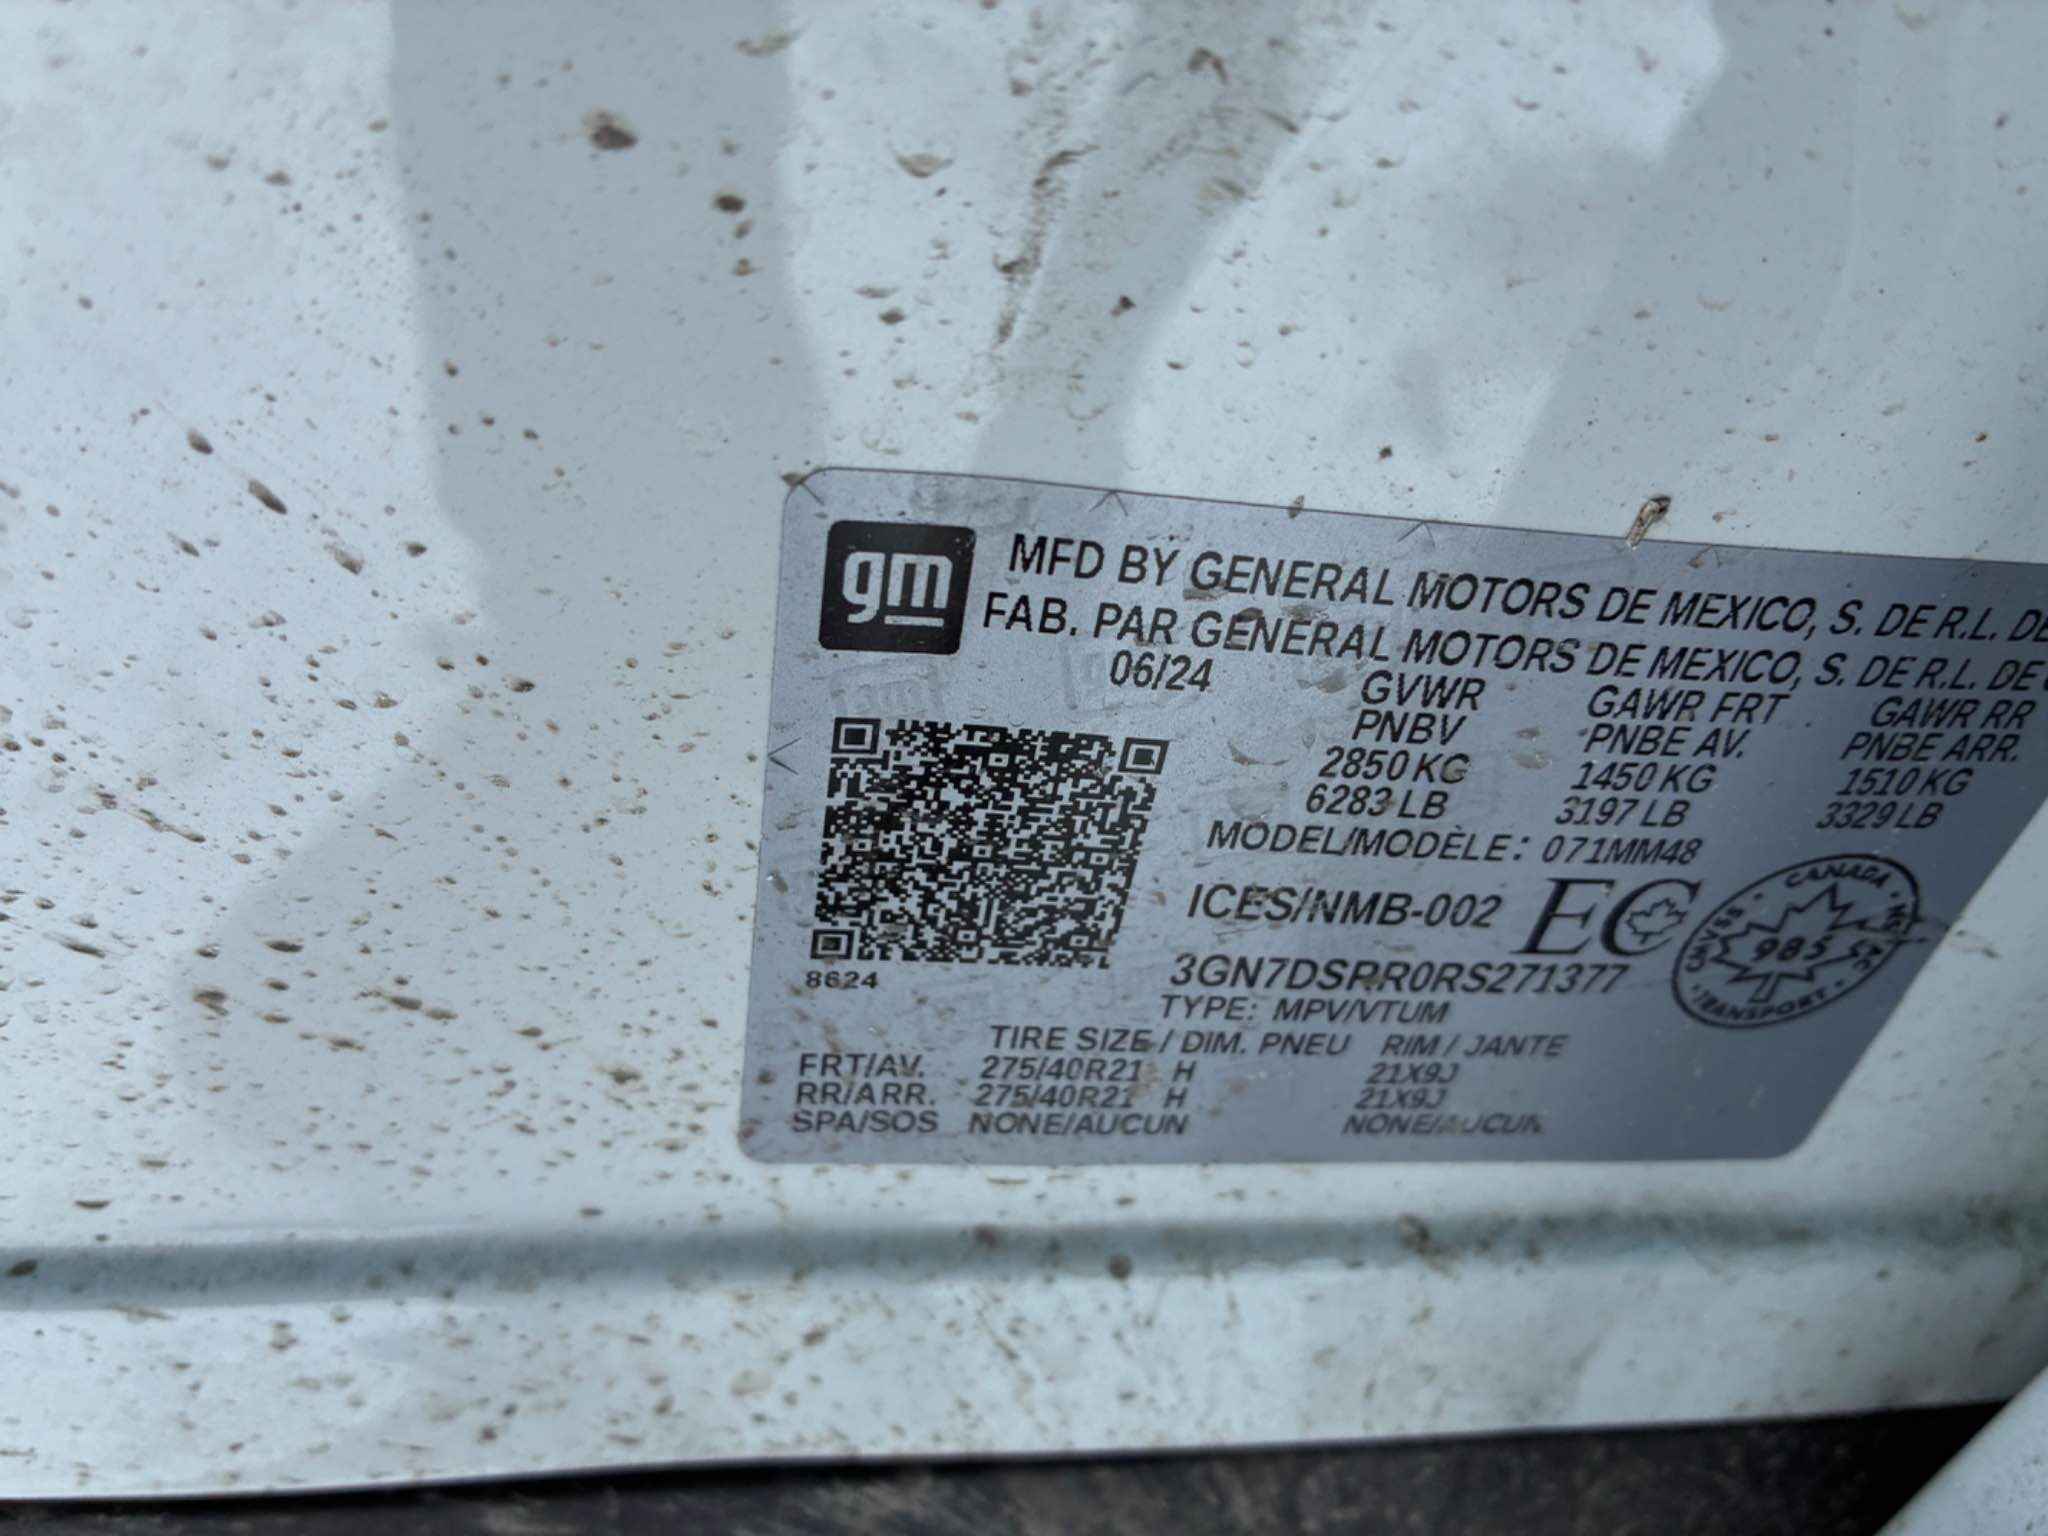 gm
MFD BY GENERAL MOTORS DE MEXICO, S. DE R.L. DE
FAB. PAR GENERAL MOTORS DE MEXICO, S. DE R.L. DE
06/24
GVWR GAWR FRT GAWR RR
PNBV PNBE AV. PNBE ARR.
2850 KG 1450 KG 1510 KG
6283 LB 3197 LB 3329 LB
MODEL/MODÈLE: 071MM48
ICES/NMB-002 EC
CANADA
985
TRANSPORT
8624
3GN7DSRR0RS271377
TYPE: MPV/VTUM
TIRE SIZE / DIM. PNEU RIM / JANTE
FRT/AV. 275/40R21 H 21X9J
RR/ARR. 275/40R21 H 21X9J
SPA/SOS NONE/AUCUN NONE/AUCUN